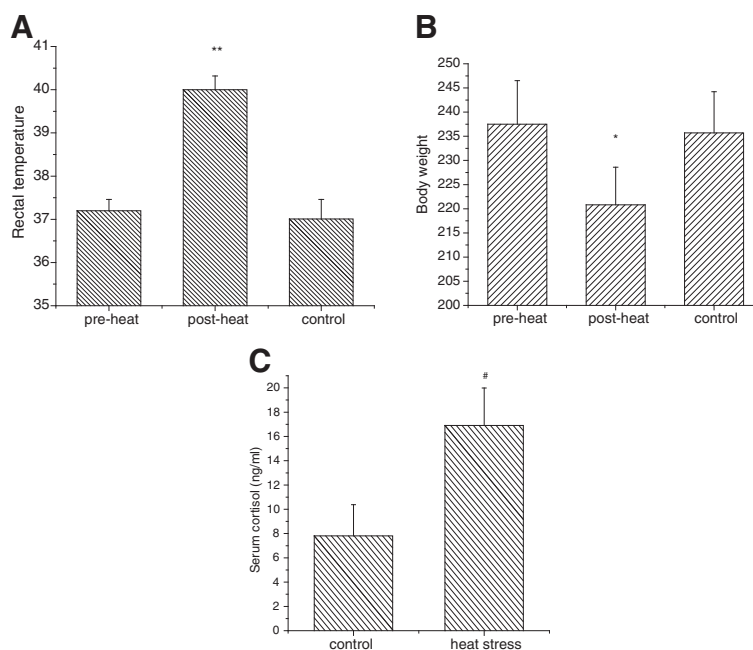 A
Rectal temperature
41
40
39
38
37
36
35
**
pre-heat
post-heat
control
B
Body weight
250
245
240
235
230
225
220
215
210
205
200
*
pre-heat
post-heat
control
C
Serum cortisol (ng/ml)
20
18
16
14
12
10
8
6
4
2
0
#
control
heat stress